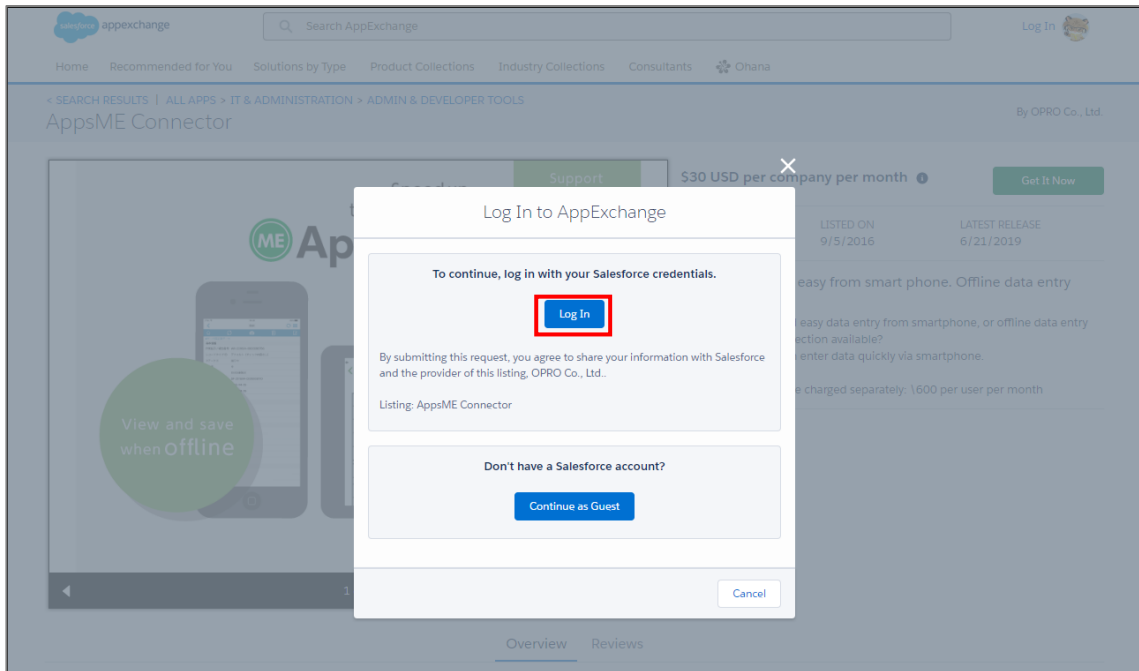 salesforce appexchange
Search AppExchange
Log In
Home Recommended for You Solutions by Type Product Collections Industry Collections Consultants Ohana
< SEARCH RESULTS | ALL APPS > IT & ADMINISTRATION > ADMIN & DEVELOPER TOOLS
AppsME Connector
By OPRO Co., Ltd.
Support
$30 USD per company per month
Get It Now
ME Ap
LISTED ON
9/5/2016
LATEST RELEASE
6/21/2019
easy from smart phone. Offline data entry
easy data entry from smartphone, or offline data entry
ction available?
enter data quickly via smartphone.
e charged separately: \600 per user per month
View and save
when offline
1
Log In to AppExchange
To continue, log in with your Salesforce credentials.
Log In
By submitting this request, you agree to share your information with Salesforce
and the provider of this listing, OPRO Co., Ltd..
Listing: AppsME Connector
Don't have a Salesforce account?
Continue as Guest
Cancel
Overview Reviews